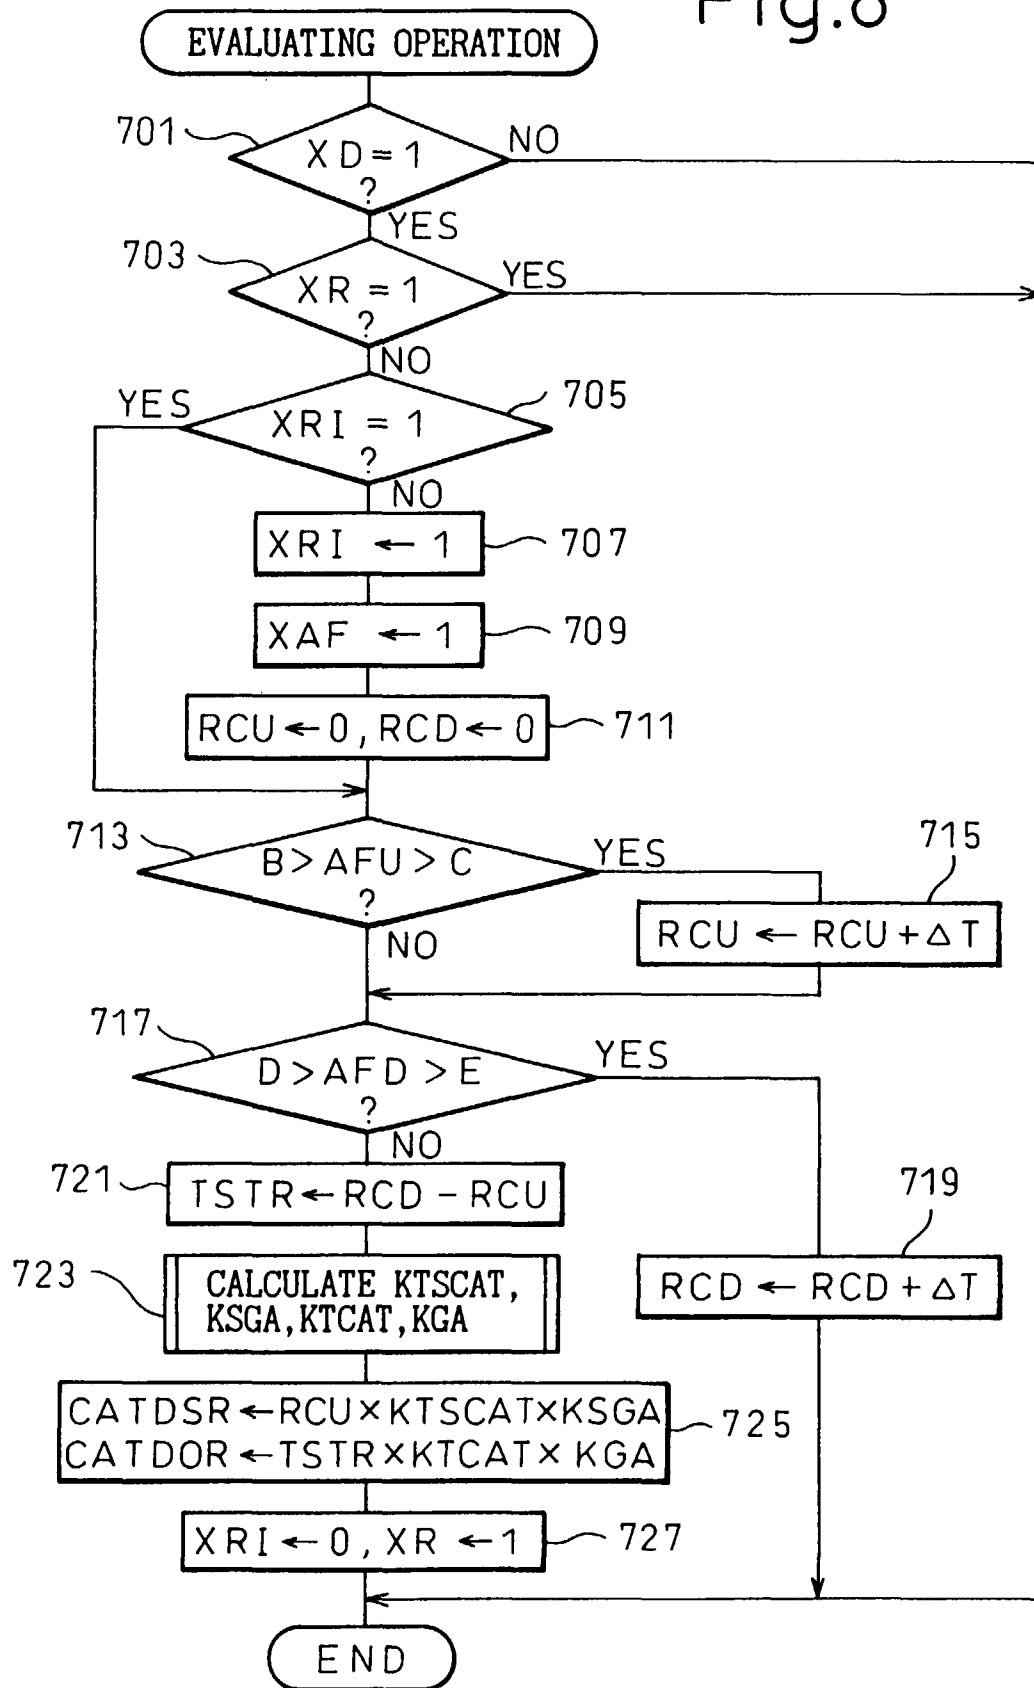 Fig.8
EVALUATING OPERATION
701
XD=1
?
NO
YES
703
XR=1
?
YES
NO
705
YES
XRI=1
?
NO
XRI ← 1
707
XAF ← 1
709
RCU←0,RCD←0
711
713
B>AFU>C
?
YES
NO
715
RCU ← RCU+ΔT
717
D>AFD>E
?
YES
NO
721
TSTR←RCD-RCU
719
RCD ← RCD+ΔT
723
CALCULATE KTSCAT,
KSGA,KTCAT,KGA
CATDSR←RCU×KTSCAT×KSGA
CATDOR←TSTR×KTCAT×KGA
725
XRI←0,XR←1
727
END